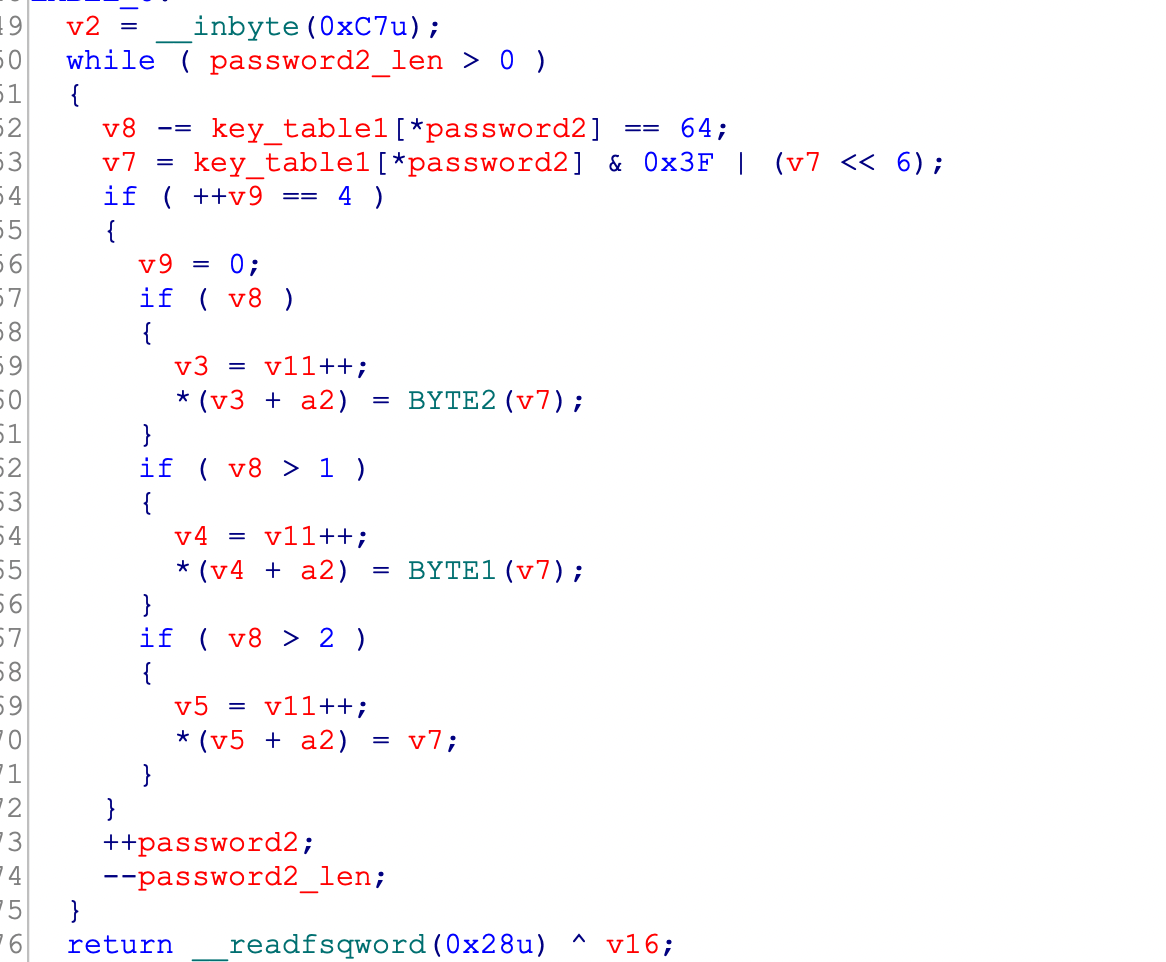 49 v2 = __inbyte(0xC7u);
50 while ( password2_len > 0 )
51 {
52 v8 -= key_table1[*password2] == 64;
53 v7 = key_table1[*password2] & 0x3F | (v7 << 6);
54 if ( ++v9 == 4 )
55 {
56 v9 = 0;
57 if ( v8 )
58 {
59 v3 = v11++;
60 *(v3 + a2) = BYTE2(v7);
61 }
62 if ( v8 > 1 )
63 {
64 v4 = v11++;
65 *(v4 + a2) = BYTE1(v7);
66 }
67 if ( v8 > 2 )
68 {
69 v5 = v11++;
70 *(v5 + a2) = v7;
71 }
72 }
73 ++password2;
74 --password2_len;
75 }
76 return __readfsqword(0x28u) ^ v16;